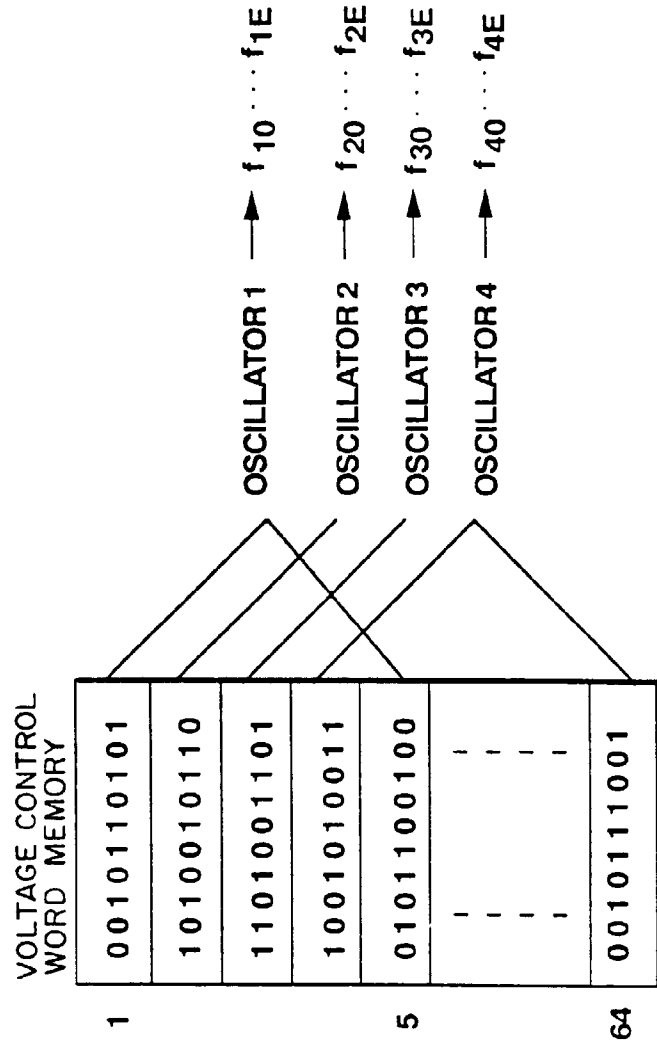 VOLTAGE CONTROL
WORD MEMORY
1 0010110101
1010010110
1101001101
1001010011
5 0101100100
64 0010111001
OSCILLATOR 1 → f10 . . . . f1E
OSCILLATOR 2 → f20 . . . f2E
OSCILLATOR 3 → f30 . . . . f3E
OSCILLATOR 4 → f40 . . . f4E